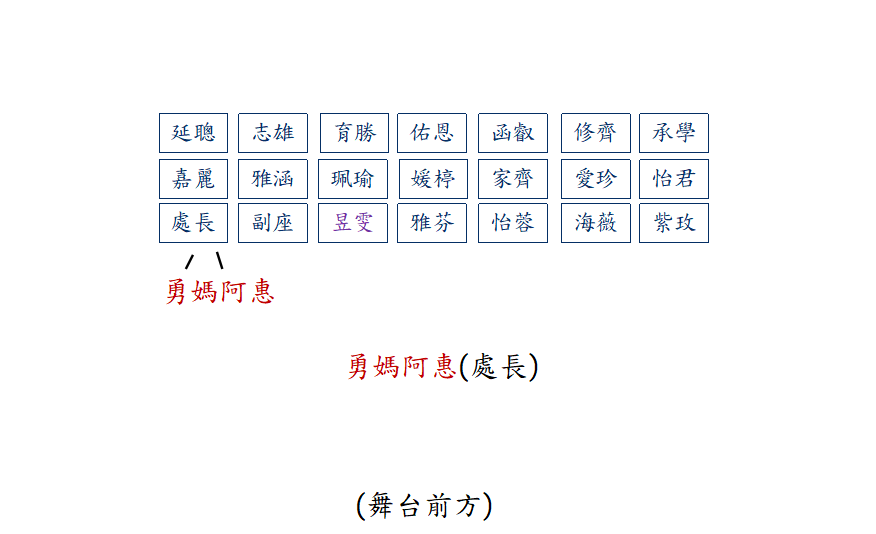 延聰 志雄 育勝 佑恩 函叡 修齊 承學
嘉麗 雅涵 珮瑜 媛楟 家齊 愛珍 怡君
處長 副座 昱雯 雅芬 怡蓉 海薇 紫玫
勇媽阿惠
勇媽阿惠(處長)
(舞台前方)